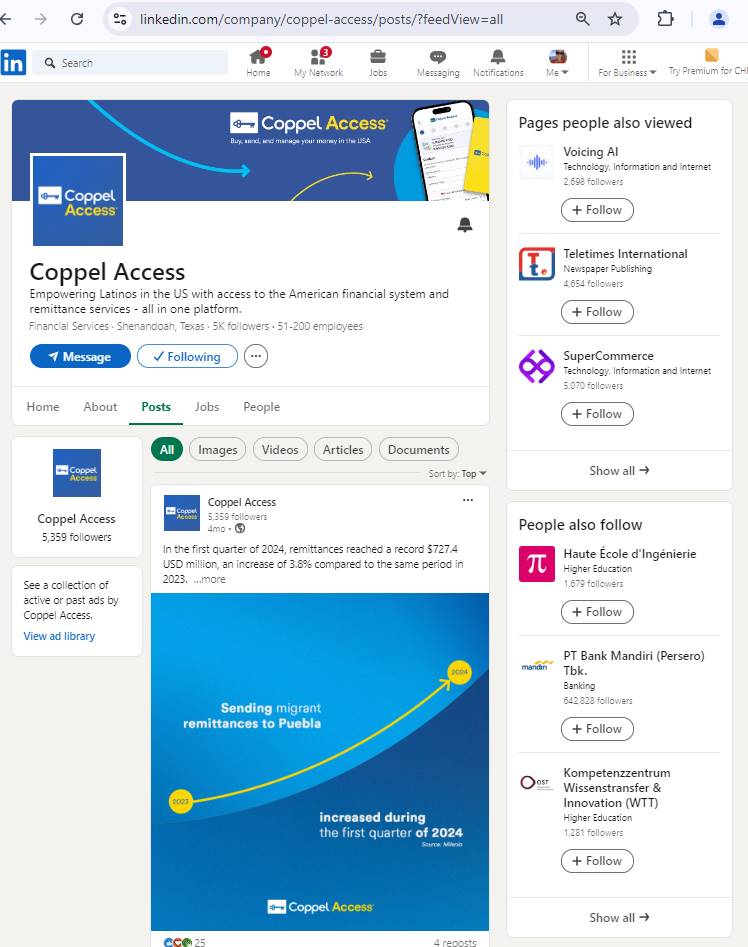 linkedin.com/company/coppel-access/posts/?feedView=all
in
Search
Home
My Network
3
Jobs
Messaging
Notifications
Me
For Business
Try Premium for
Coppel Access
Buy, send, and manage your money in the USA
Coppel
Access
Coppel Access
Empowering Latinos in the US with access to the American financial system and
remittance services - all in one platform.
Financial Services · Shenandoah, Texas · 5K followers · 51-200 employees
Message
Following
Home
About
Posts
Jobs
People
Coppel
Access
Coppel Access
5,359 followers
See a collection of
active or past ads by
Coppel Access.
View ad library
All
Images
Videos
Articles
Documents
Sort by: Top
Coppel
Access
Coppel Access
5,359 followers
4mo •
In the first quarter of 2024, remittances reached a record $727.4
USD million, an increase of 3.8% compared to the same period in
2023. ...more
2024
Sending migrant
remittances to Puebla
2023
increased during
the first quarter of 2024
Source: Milenio
Coppel Access
25
4 reposts
Pages people also viewed
Voicing AI
Technology, Information and Internet
2,698 followers
+ Follow
Tt.
Teletimes International
Newspaper Publishing
4,654 followers
+ Follow
SuperCommerce
Technology, Information and Internet
5,070 followers
+ Follow
Show all →
People also follow
π
Haute École d'Ingénierie
Higher Education
1,679 followers
+ Follow
mandiri
PT Bank Mandiri (Persero)
Tbk.
Banking
642,828 followers
+ Follow
OST
Kompetenzzentrum
Wissenstransfer &
Innovation (WTT)
Higher Education
1,281 followers
+ Follow
Show all →